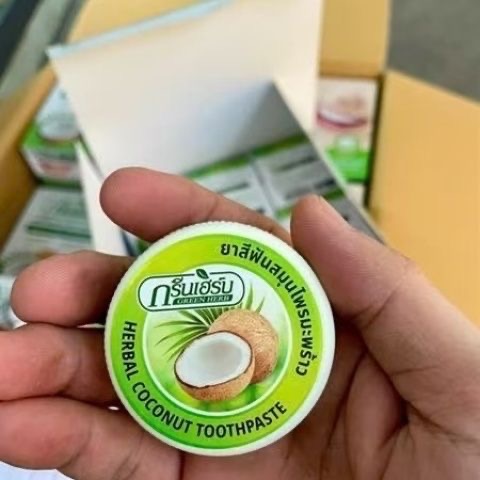 กรีนเฮิร์บ
GREEN HERB
ยาสีฟันสมุนไพรมะพร้าว
HERBAL COCONUT TOOTHPASTE